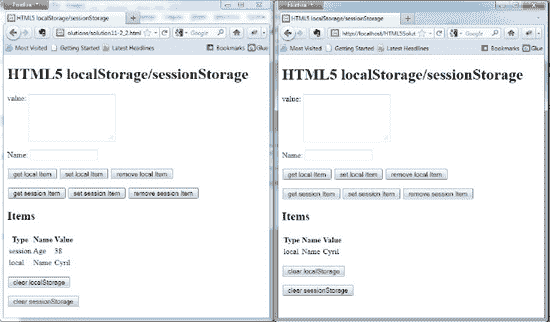 Firefox
HTML5 localStorage/sessionStorage
olutions/solution11-2_2.html
Google
Most Visited Getting Started Latest Headlines Bookmarks Glue
HTML5 localStorage/sessionStorage
value:
Name:
get local Item set local Item remove local Item
get session Item set session Item remove session Item
Items
Type Name Value
session Age 38
local Name Cyril
clear localStorage
clear sessionStorage
Firefox
HTML5 localStorage/sessionStorage
http://localhost/HTML5Solut
Google
Most Visited Getting Started Latest Headlines Bookmarks Glue
HTML5 localStorage/sessionStorage
value:
Name:
get local Item set local Item remove local Item
get session Item set session Item remove session Item
Items
Type Name Value
local Name Cyril
clear localStorage
clear sessionStorage